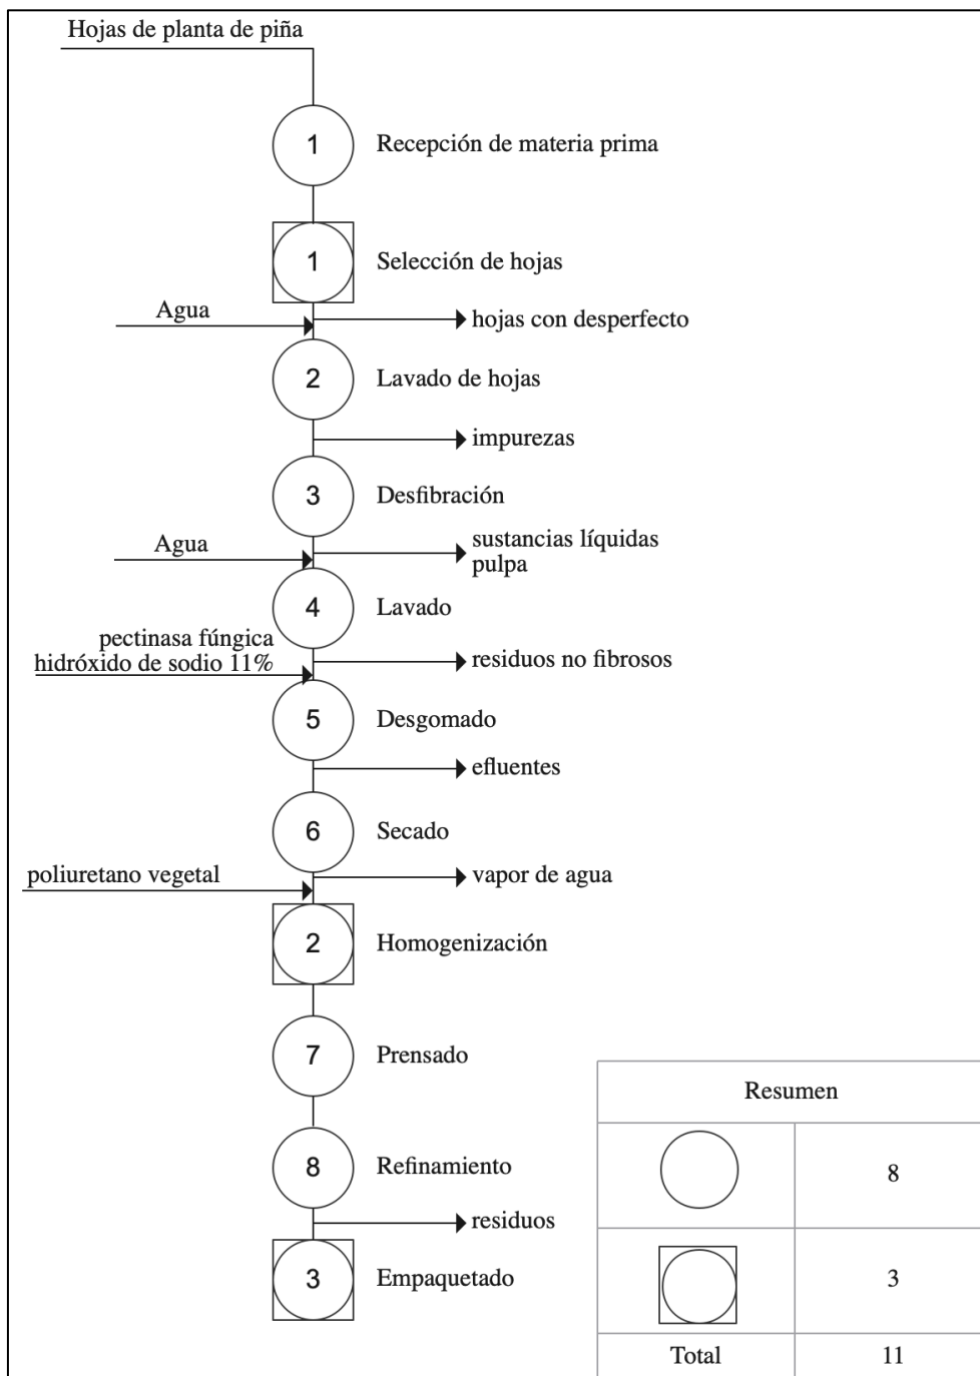 Hojas de planta de piña
1
Recepción de materia prima
1
Selección de hojas
Agua
hojas con desperfecto
2
Lavado de hojas
impurezas
3
Desfibración
Agua
sustancias líquidas
pulpa
4
Lavado
pectinasa fúngica
hidróxido de sodio 11%
residuos no fibrosos
5
Desgomado
efluentes
6
Secado
poliuretano vegetal
vapor de agua
2
Homogenización
7
Prensado
8
Refinamiento
residuos
3
Empaquetado
Resumen
8
3
Total 11